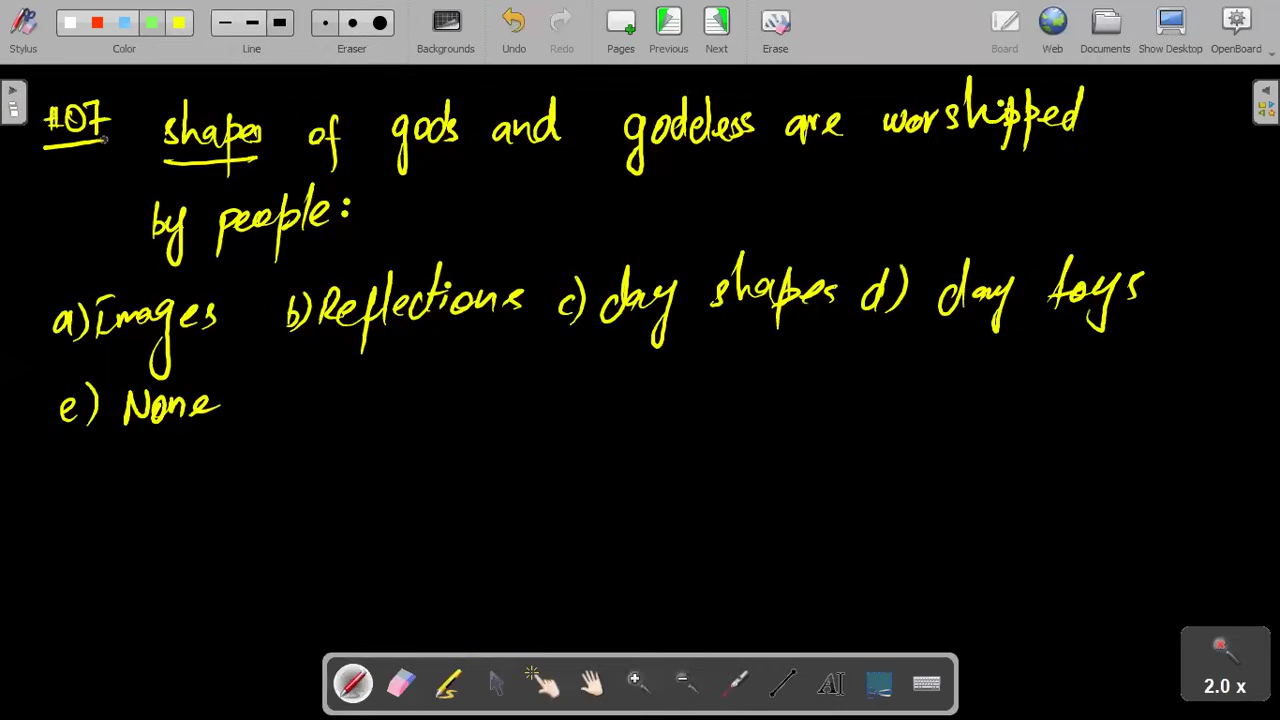 Stylus Color Line Eraser Backgrounds Undo Redo Pages Previous Next Erase Board Web Documents Show Desktop OpenBoard
#07 shapes of gods and goddess are worshipped
by people:
a) Images b) Reflections c) clay shapes d) clay toys
e) None
2.0 x